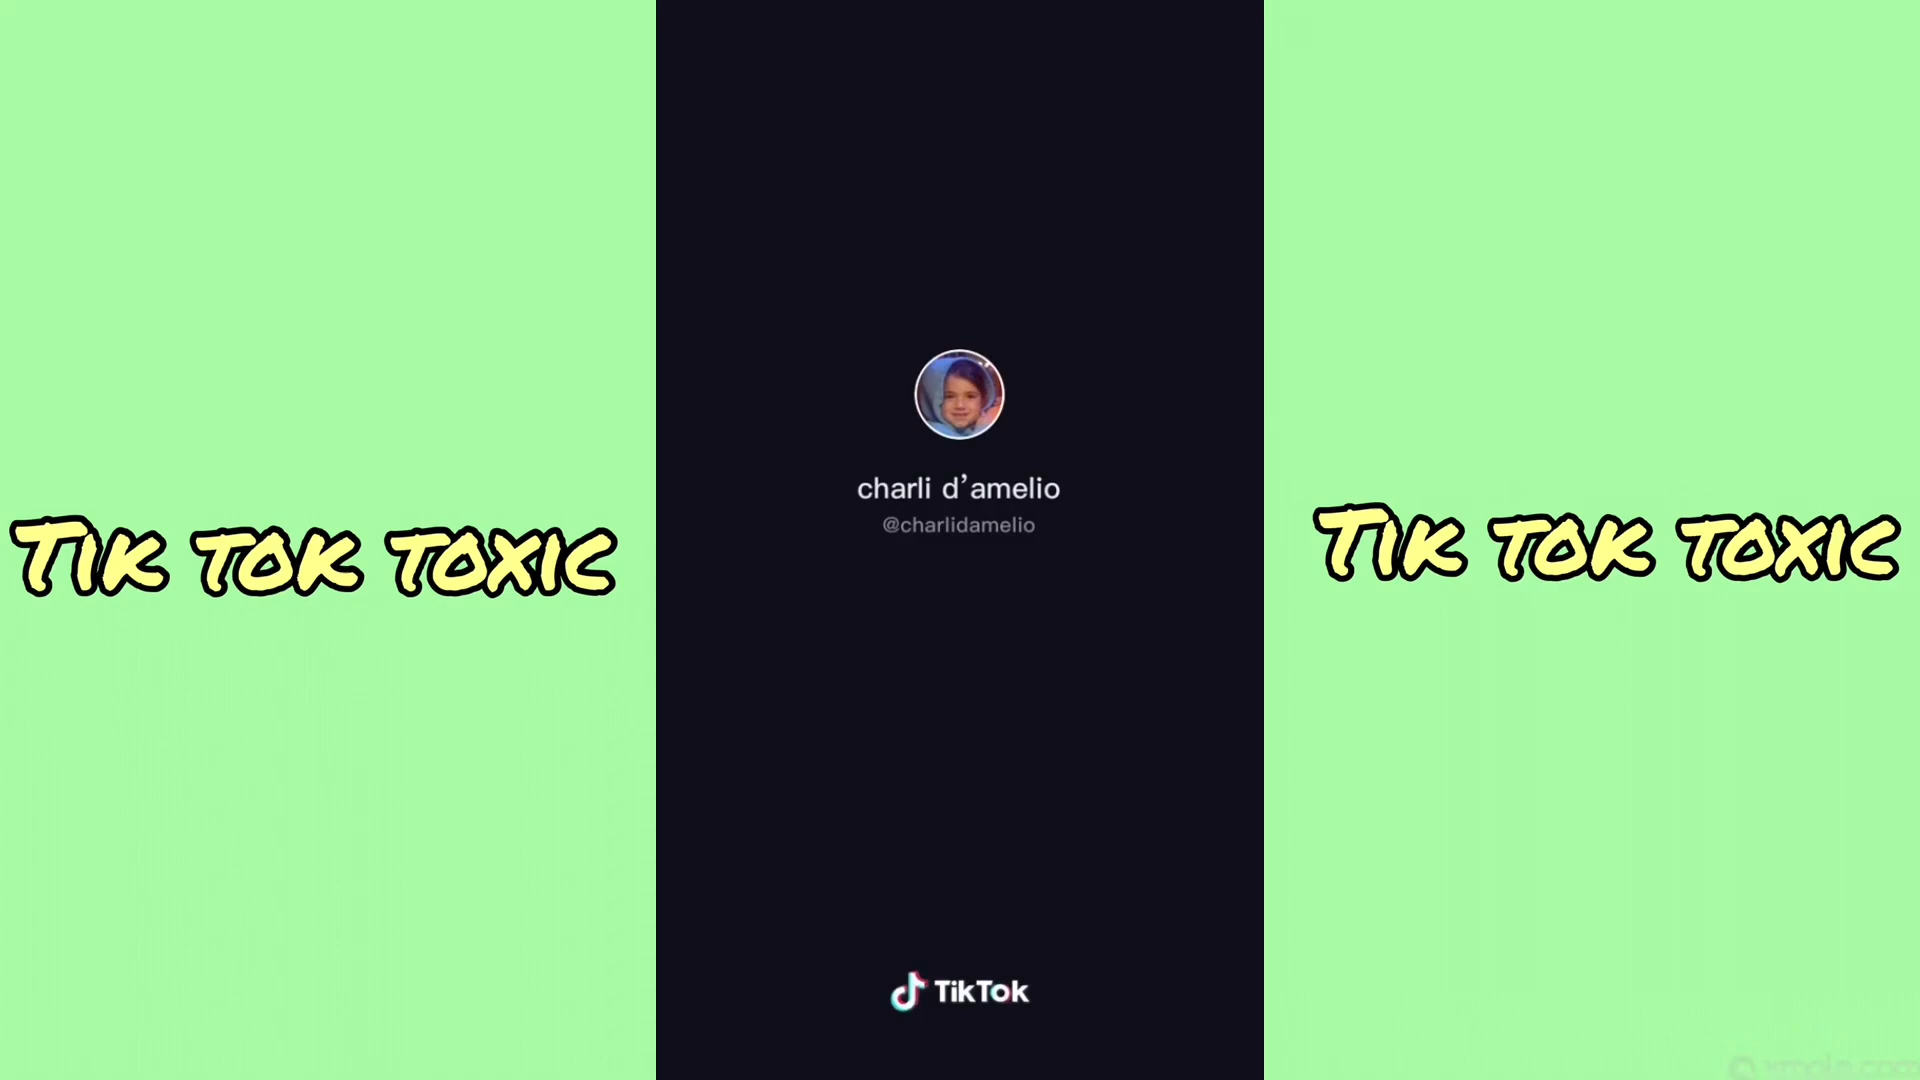 Tik tok toxic
charli d’amelio
@charlidamelio
Tik tok toxic
TikTok